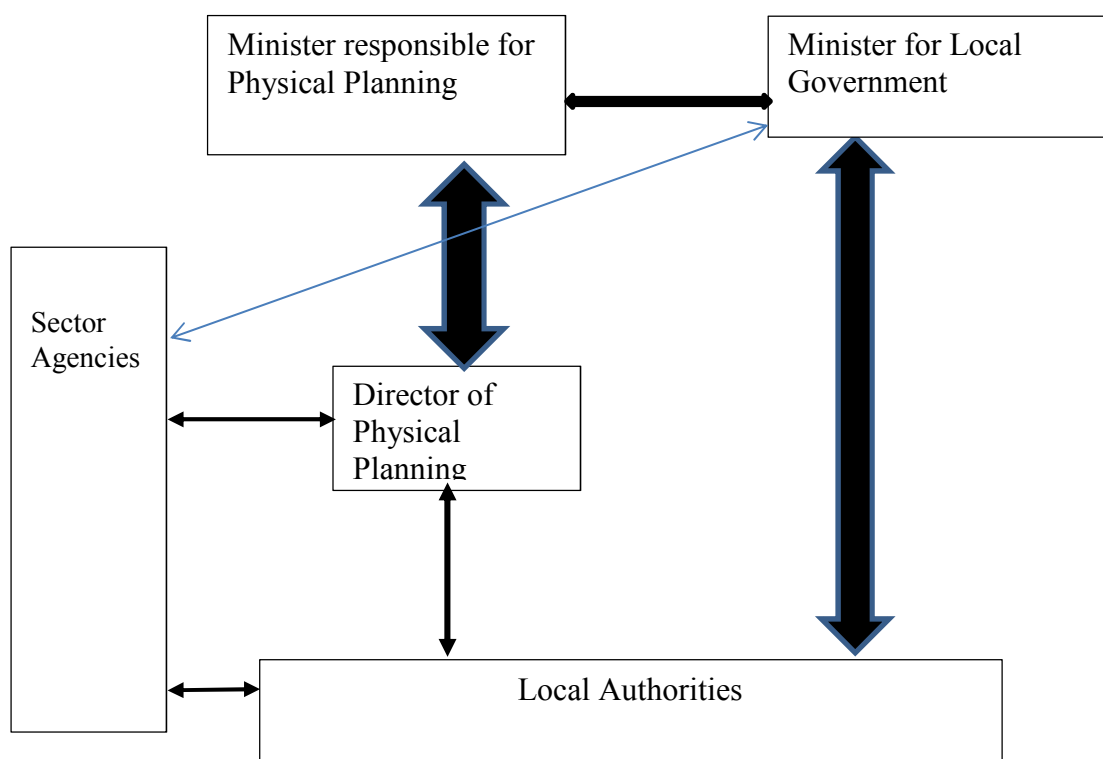 Minister responsible for
Physical Planning
Minister for Local
Government
Sector
Agencies
Director of
Physical
Planning
Local Authorities